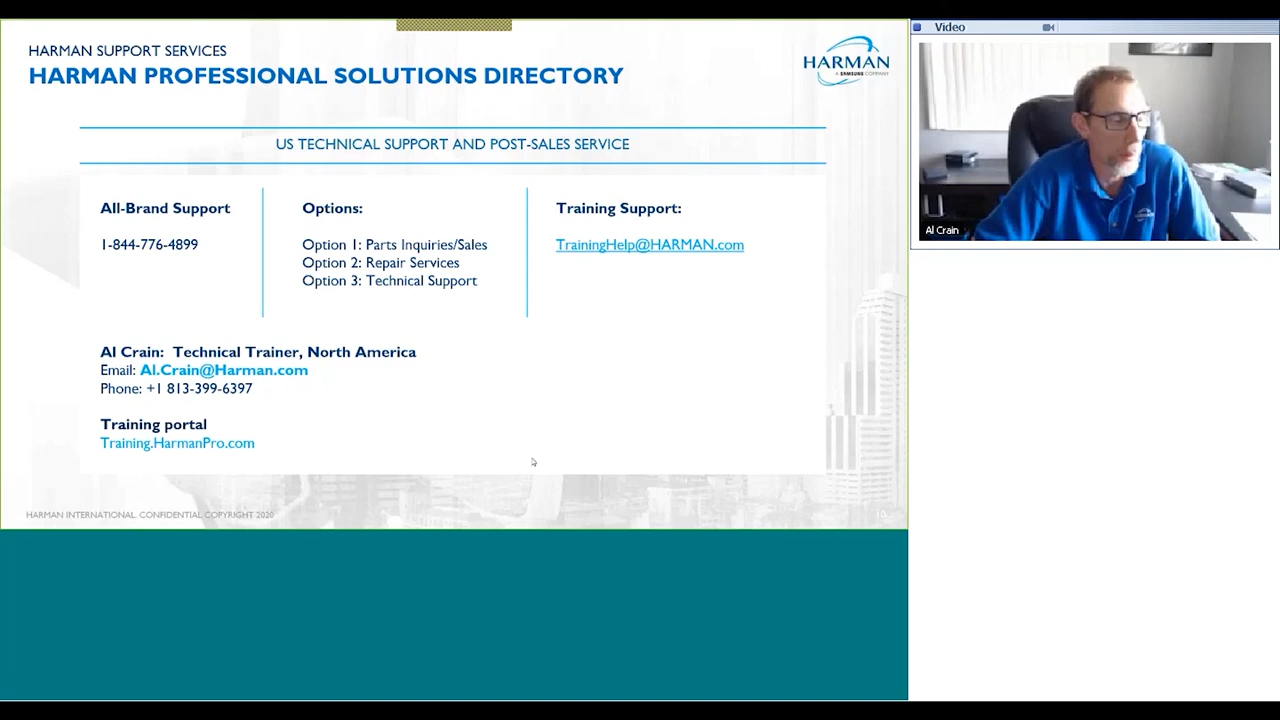 HARMAN SUPPORT SERVICES
HARMAN PROFESSIONAL SOLUTIONS DIRECTORY
HARMAN
A SAMSUNG COMPANY
US TECHNICAL SUPPORT AND POST-SALES SERVICE
All-Brand Support
1-844-776-4899
Options:
Option 1: Parts Inquiries/Sales
Option 2: Repair Services
Option 3: Technical Support
Training Support:
TrainingHelp@HARMAN.com
Al Crain: Technical Trainer, North America
Email: Al.Crain@Harman.com
Phone: +1 813-399-6397
Training portal
Training.HarmanPro.com
HARMAN INTERNATIONAL. CONFIDENTIAL. COPYRIGHT 2020
10
Video
Al Crain